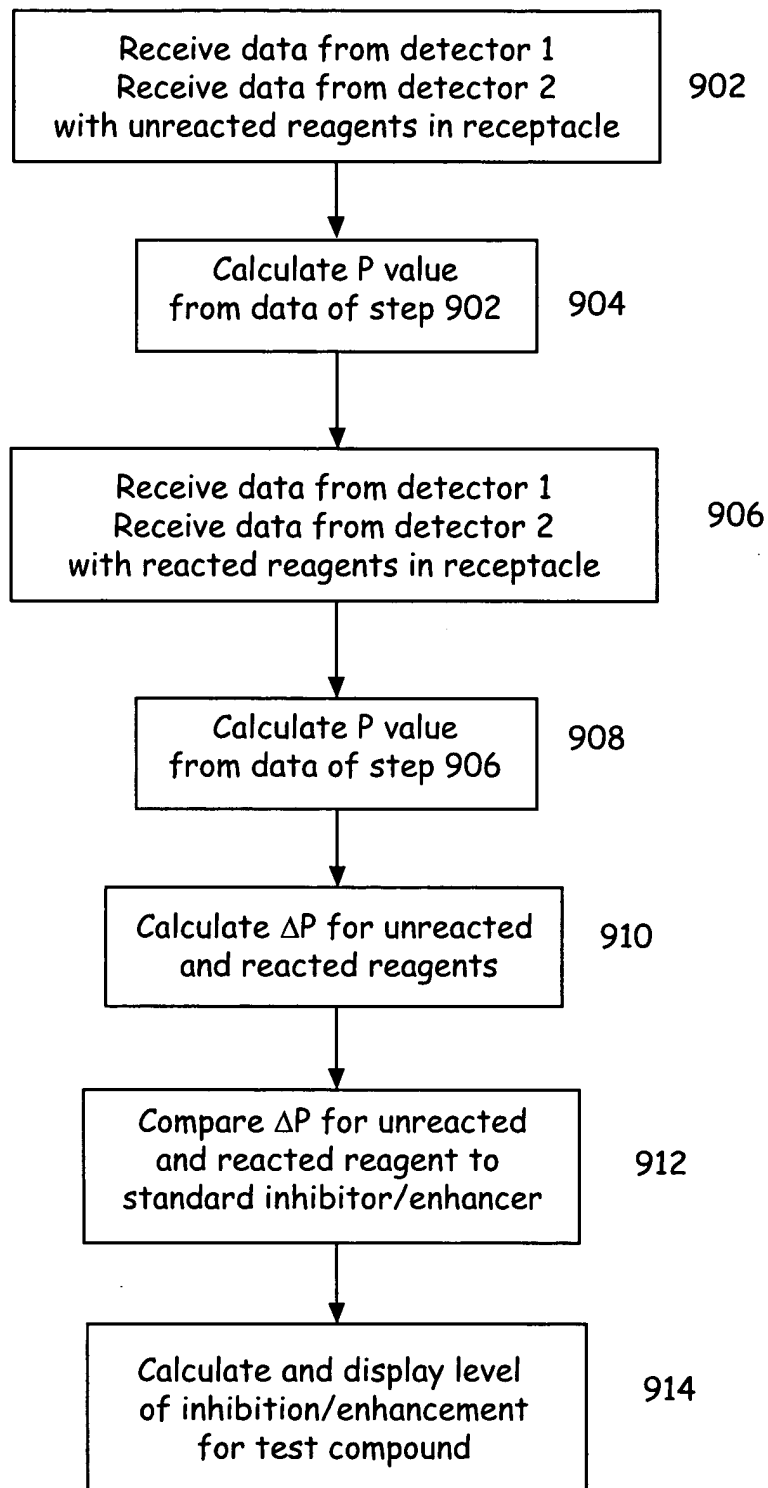 Receive data from detector 1
Receive data from detector 2
with unreacted reagents in receptacle
902
Calculate P value
from data of step 902
904
Receive data from detector 1
Receive data from detector 2
with reacted reagents in receptacle
906
Calculate P value
from data of step 906
908
Calculate ΔP for unreacted
and reacted reagents
910
Compare ΔP for unreacted
and reacted reagent to
standard inhibitor/enhancer
912
Calculate and display level
of inhibition/enhancement
for test compound
914